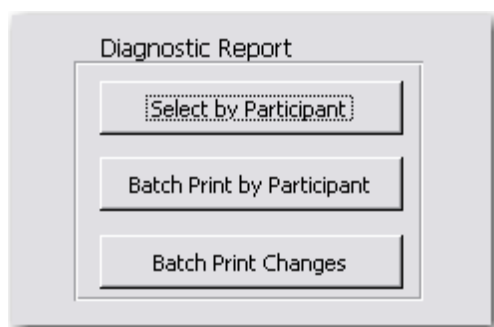 Diagnostic Report
Select by Participant
Batch Print by Participant
Batch Print Changes